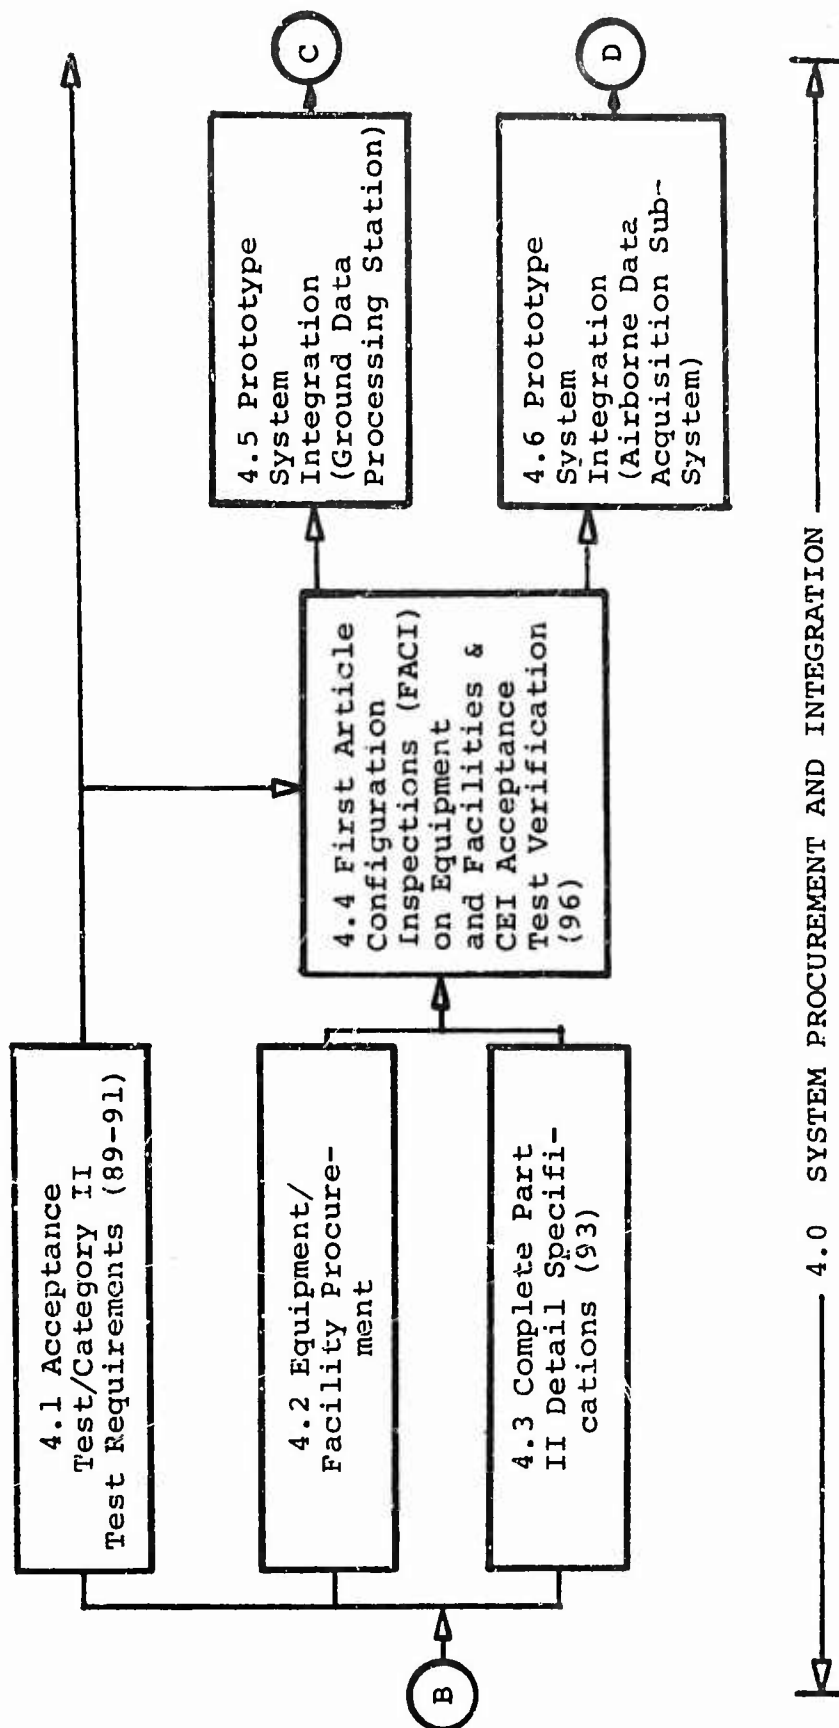 B
4.1 Acceptance
Test/Category II
Test Requirements (89-91)
4.2 Equipment/
Facility Procure-
ment
4.3 Complete Part
II Detail Specifi-
cations (93)
4.4 First Article
Configuration
Inspections (FACI)
on Equipment
and Facilities &
CEI Acceptance
Test Verification
(96)
4.5 Prototype
System
Integration
(Ground Data
Processing Station)
C
4.6 Prototype
System
Integration
(Airborne Data
Acquisition Sub-
System)
D
4.0 SYSTEM PROCUREMENT AND INTEGRATION